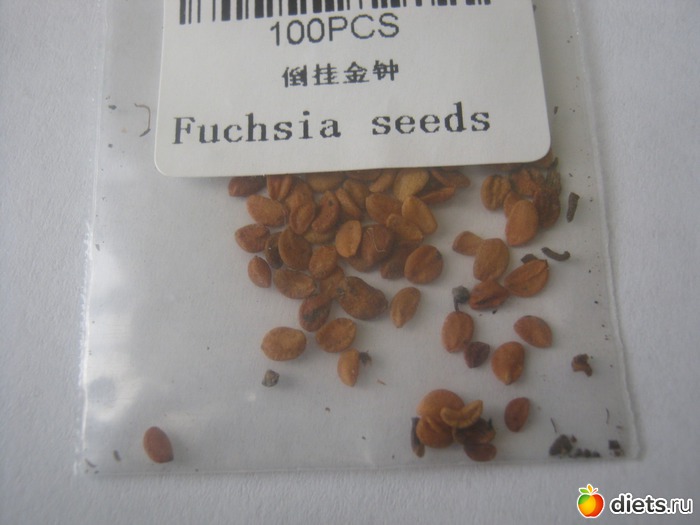 100PCS
倒挂金钟
Fuchsia seeds
diets.ru